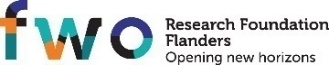 fwo
Research Foundation
Flanders
Opening new horizons